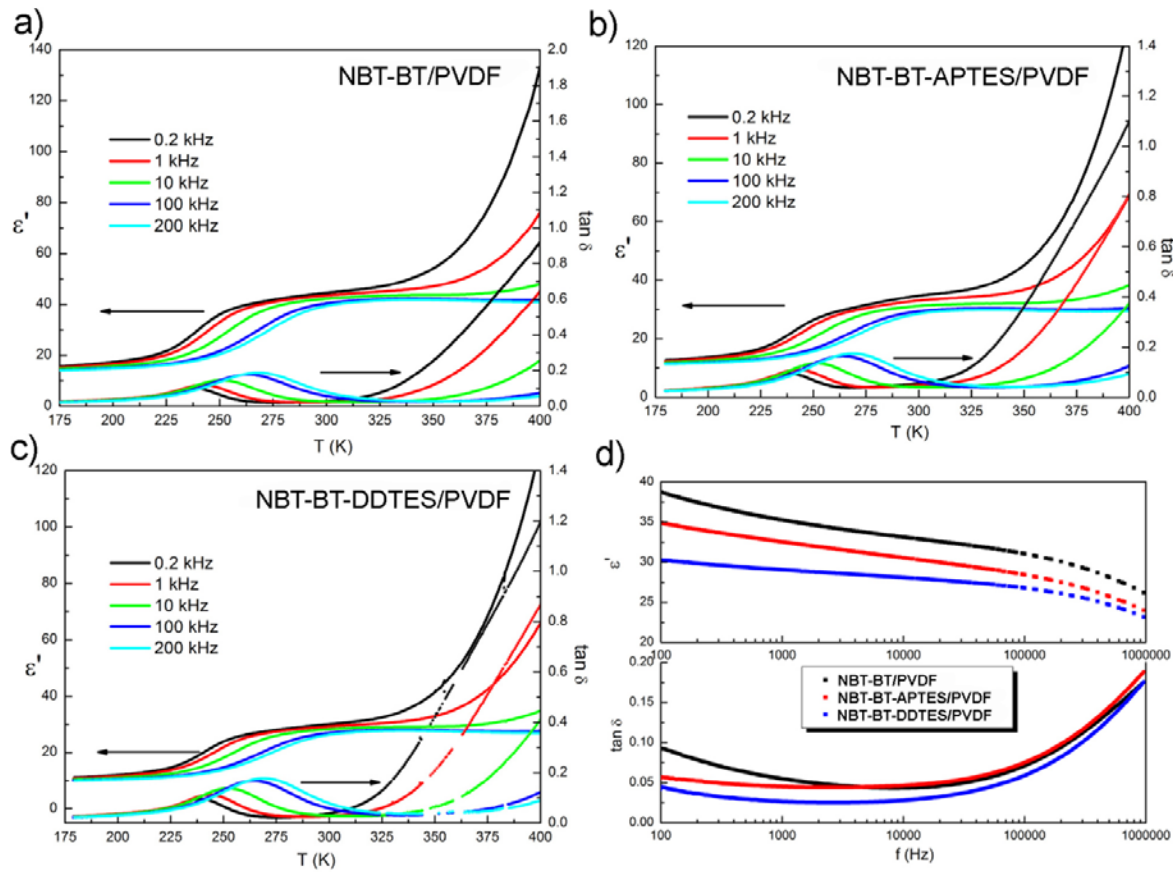 a)
NBT-BT/PVDF
140
120
100
80
60
40
20
0
ε'
2.0
1.8
1.6
1.4
1.2
1.0
0.8
0.6
0.4
0.2
0.0
tan δ
0.2 kHz
1 kHz
10 kHz
100 kHz
200 kHz
175 200 225 250 275 300 325 350 375 400
T (K)
b)
NBT-BT-APTES/PVDF
120
100
80
60
40
20
0
ε'
1.4
1.2
1.0
0.8
0.6
0.4
0.2
0.0
tan δ
0.2 kHz
1 kHz
10 kHz
100 kHz
200 kHz
180 200 225 250 275 300 325 350 375 400
T (K)
c)
NBT-BT-DDTES/PVDF
120
100
80
60
40
20
0
ε'
1.4
1.2
1.0
0.8
0.6
0.4
0.2
0.0
tan δ
0.2 kHz
1 kHz
10 kHz
100 kHz
200 kHz
175 200 225 250 275 300 325 350 375 400
T (K)
d)
40
35
30
25
20
ε'
100 1000 10000 100000 1000000
0.20
0.15
0.10
0.05
0.00
tan δ
NBT-BT/PVDF
NBT-BT-APTES/PVDF
NBT-BT-DDTES/PVDF
100 1000 10000 100000 1000000
f (Hz)